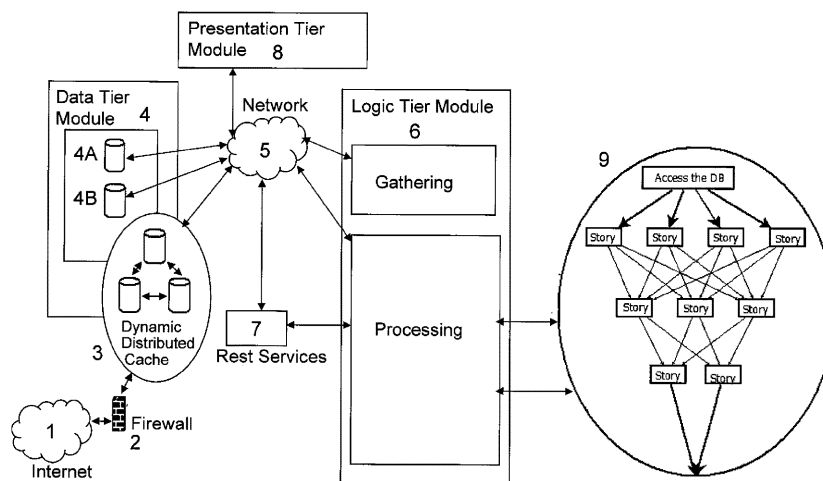 Presentation Tier
Module 8
Data Tier
Module 4
4A
4B
Network
5
Logic Tier Module
6
Gathering
Processing
9
Access the DB
Story Story Story Story
Story Story Story
Story Story
Dynamic
Distributed
Cache
3
7
Rest Services
1
Internet
Firewall
2